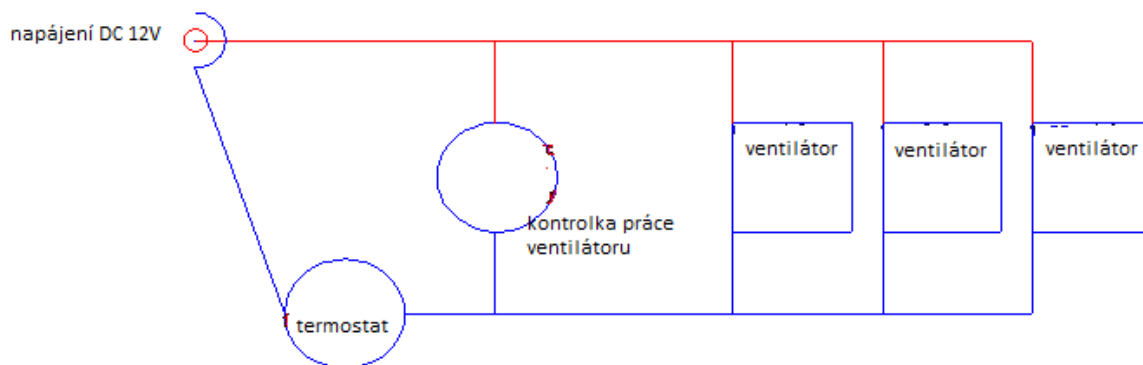 napájení DC 12V
ventilátor
ventilátor
ventilátor
kontrolka práce
ventilátoru
termostat